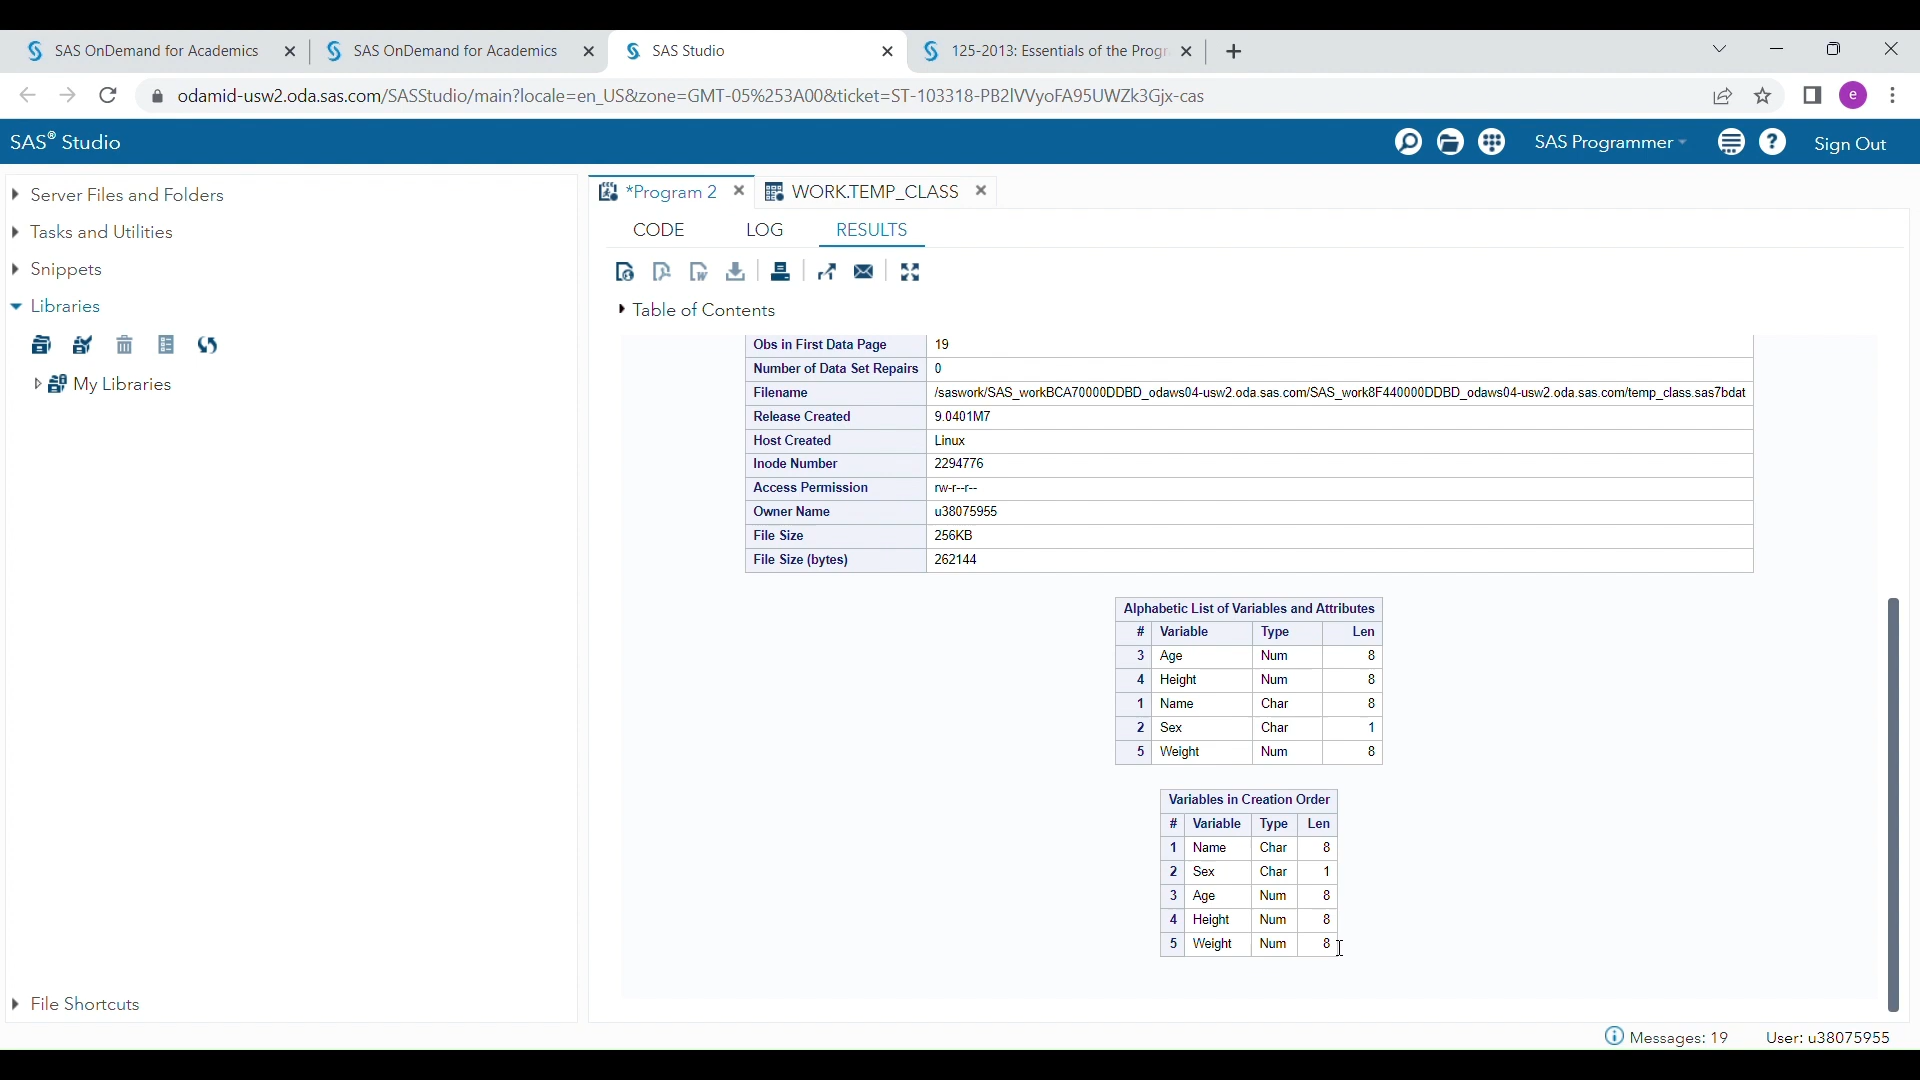 SAS OnDemand for Academics
SAS OnDemand for Academics
SAS Studio
125-2013: Essentials of the Progr
odamid-usw2.oda.sas.com/SASStudio/main?locale=en_US&zone=GMT-05%253A00&ticket=ST-103318-PB2lVVyoFA95UWZk3Gjx-cas
e
SAS® Studio
SAS Programmer
Sign Out
Server Files and Folders
Tasks and Utilities
Snippets
Libraries
My Libraries
File Shortcuts
*Program 2
WORK.TEMP_CLASS
CODE
LOG
RESULTS
Table of Contents
Obs in First Data Page 19
Number of Data Set Repairs 0
Filename /saswork/SAS_workBCA70000DDBD_odaws04-usw2.oda.sas.com/SAS_work8F440000DDBD_odaws04-usw2.oda.sas.com/temp_class.sas7bdat
Release Created 9.0401M7
Host Created Linux
Inode Number 2294776
Access Permission rw-r--r--
Owner Name u38075955
File Size 256KB
File Size (bytes) 262144
Alphabetic List of Variables and Attributes
# Variable Type Len
3 Age Num 8
4 Height Num 8
1 Name Char 8
2 Sex Char 1
5 Weight Num 8
Variables in Creation Order
# Variable Type Len
1 Name Char 8
2 Sex Char 1
3 Age Num 8
4 Height Num 8
5 Weight Num 8
Messages: 19
User: u38075955